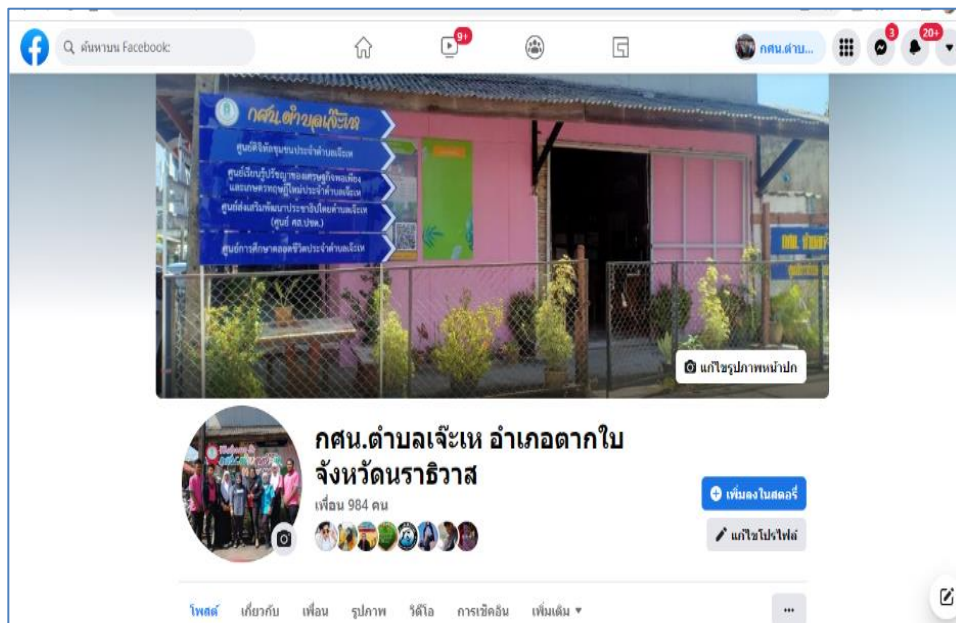 ค้นหาบน Facebook:
9+
กศน.ตำบ...
3
20+
กศน.ตำบลเจ๊ะเห
ศูนย์ดิจิทัลชุมชนประจำตำบลเจ๊ะเห
ศูนย์เรียนรู้ปรัชญาของเศรษฐกิจพอเพียง
และเกษตรทฤษฎีใหม่ประจำตำบลเจ๊ะเห
ศูนย์ส่งเสริมพัฒนาประชาธิปไตยตำบลเจ๊ะเห
(ศูนย์ ศส.ปชต.)
ศูนย์การศึกษาตลอดชีวิตประจำตำบลเจ๊ะเห
แก้ไขรูปภาพหน้าปก
กศน.ตำบลเจ๊ะเห อำเภอตากใบ
จังหวัดนราธิวาส
เพื่อน 984 คน
เพิ่มลงในสตอรี่
แก้ไขโปรไฟล์
โพสต์ เกี่ยวกับ เพื่อน รูปภาพ วิดีโอ การเช็คอิน เพิ่มเติม